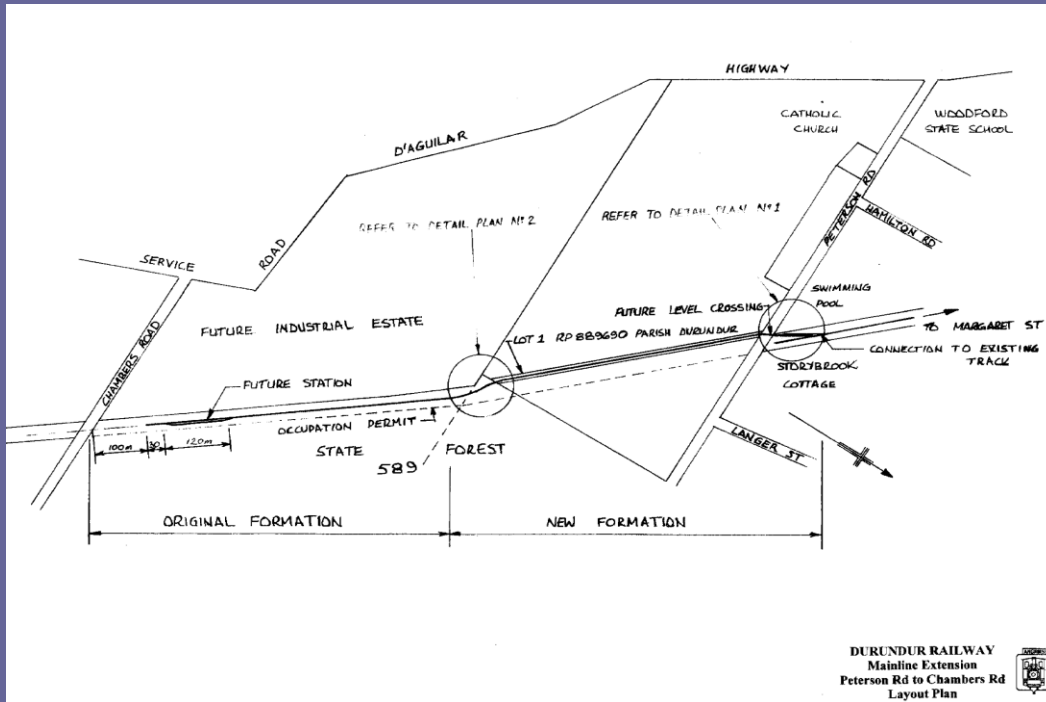 HIGHWAY
CATHOLIC
CHURCH
WOODFORD
STATE SCHOOL
D'AGUILAR
ROAD
REFER TO DETAIL PLAN Nº 2
REFER TO DETAIL PLAN Nº 1
PETERSON RD
HAMILTON RD
SERVICE
CHAMBERS ROAD
SWIMMING
POOL
FUTURE LEVEL CROSSING
FUTURE INDUSTRIAL ESTATE
LOT 1 RP 889690 PARISH DURUNDUR
TO MARGARET ST
CONNECTION TO EXISTING
TRACK
STORYBROOK
COTTAGE
FUTURE STATION
OCCUPATION PERMIT
100m
30
120m
STATE FOREST
589
LANGER ST
ORIGINAL FORMATION
NEW FORMATION
DURUNDUR RAILWAY
Mainline Extension
Peterson Rd to Chambers Rd
Layout Plan